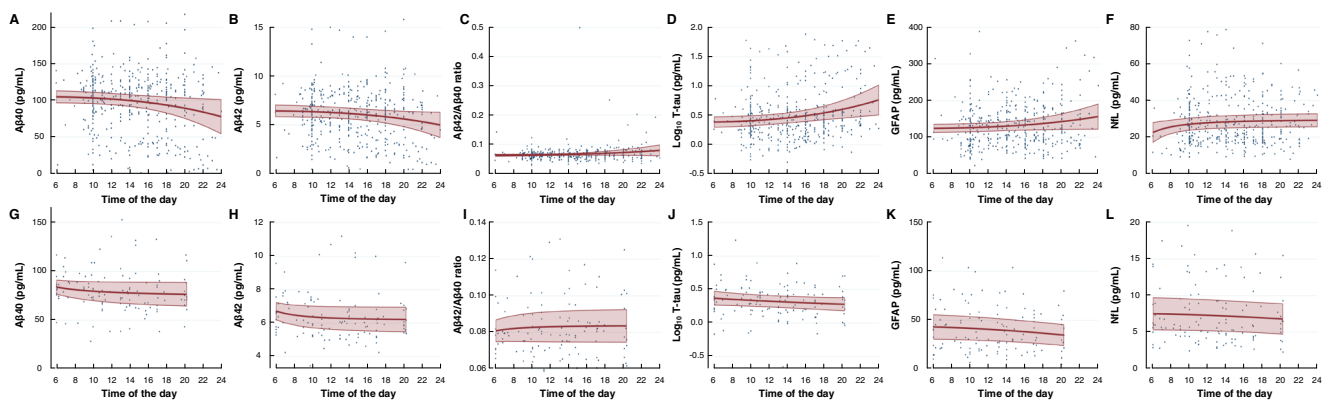 A
Aβ40 (pg/mL)
200
150
100
50
0
6 8 10 12 14 16 18 20 22 24
Time of the day
B
Aβ42 (pg/mL)
15
10
5
0
6 8 10 12 14 16 18 20 22 24
Time of the day
C
Aβ42/Aβ40 ratio
0.5
0.4
0.3
0.2
0.1
0
6 8 10 12 14 16 18 20 22 24
Time of the day
D
Log₁₀ T-tau (pg/mL)
2.0
1.5
1.0
0.5
0.0
-0.5
6 8 10 12 14 16 18 20 22 24
Time of the day
E
GFAP (pg/mL)
400
300
200
100
0
6 8 10 12 14 16 18 20 22 24
Time of the day
F
NfL (pg/mL)
80
60
40
20
0
6 8 10 12 14 16 18 20 22 24
Time of the day
G
Aβ40 (pg/mL)
150
100
50
0
6 8 10 12 14 16 18 20 22 24
Time of the day
H
Aβ42 (pg/mL)
12
10
8
6
4
6 8 10 12 14 16 18 20 22 24
Time of the day
I
Aβ42/Aβ40 ratio
0.14
0.12
0.10
0.08
0.06
6 8 10 12 14 16 18 20 22 24
Time of the day
J
Log₁₀ T-tau (pg/mL)
1.5
1.0
0.5
0.0
-0.5
6 8 10 12 14 16 18 20 22 24
Time of the day
K
GFAP (pg/mL)
150
100
50
0
6 8 10 12 14 16 18 20 22 24
Time of the day
L
NfL (pg/mL)
20
15
10
5
0
6 8 10 12 14 16 18 20 22 24
Time of the day